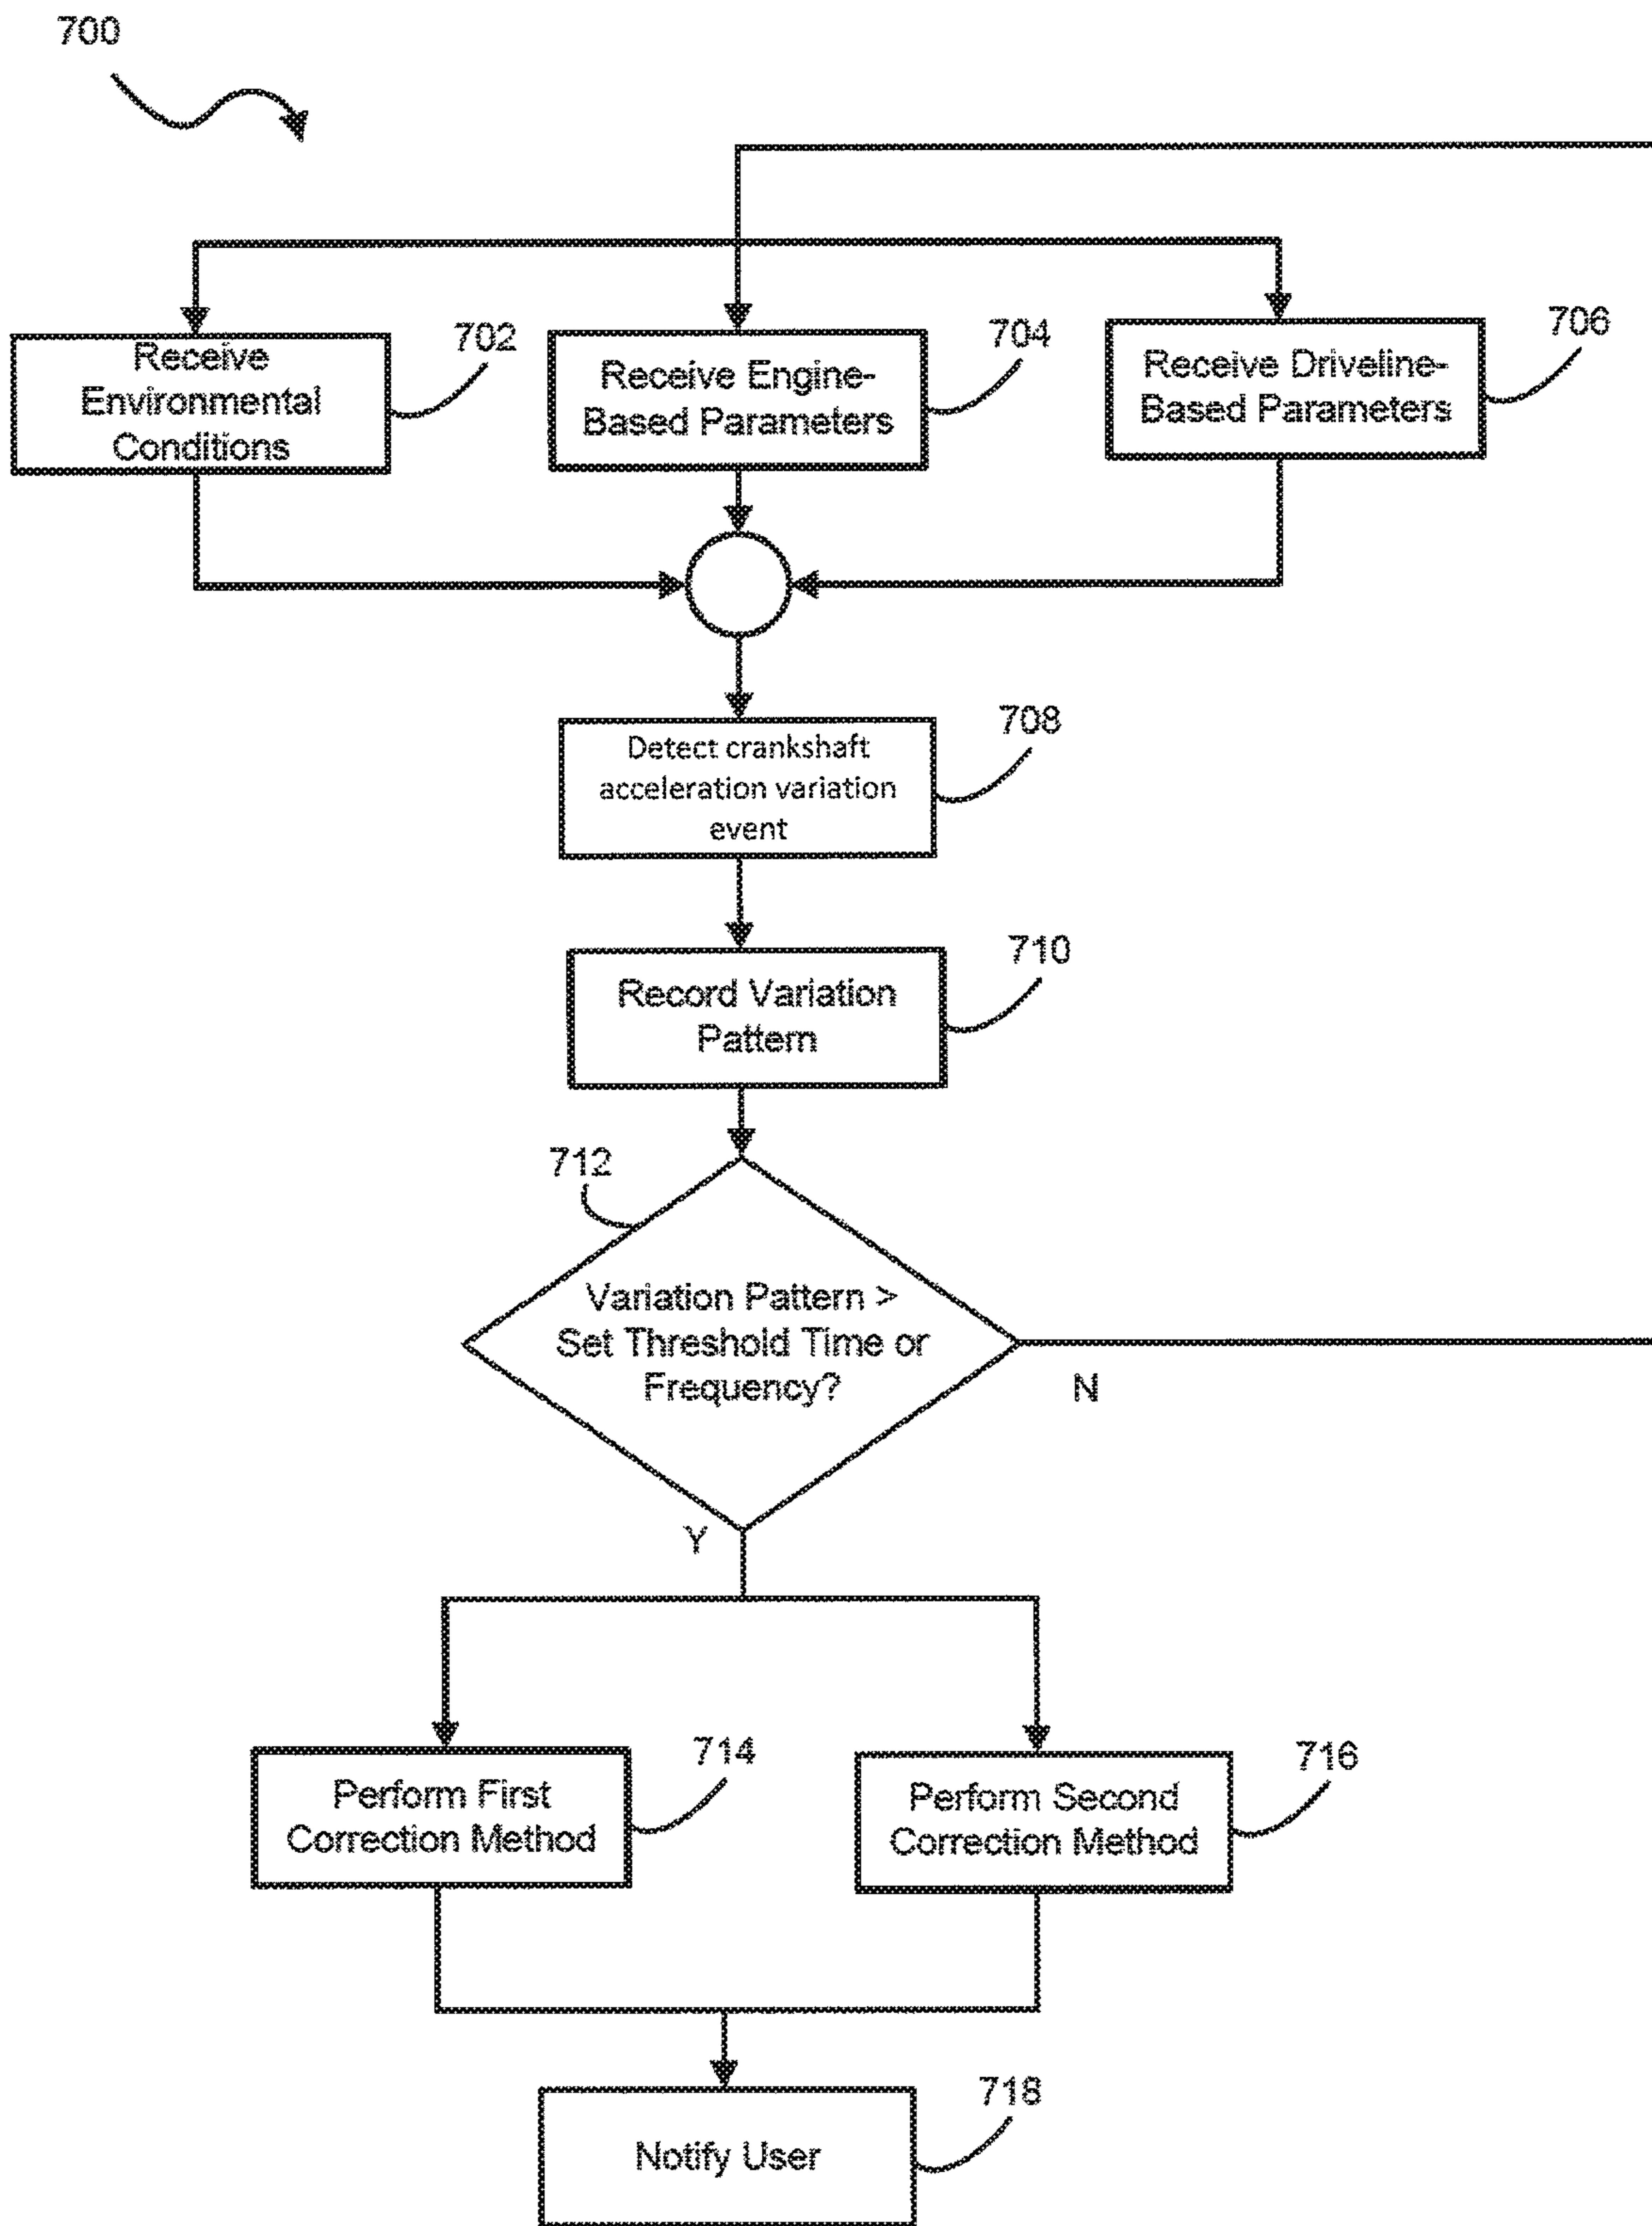 700
Receive
Environmental
Conditions
702
Receive Engine-
Based Parameters
704
Receive Driveline-
Based Parameters
706
Detect crankshaft
acceleration variation
event
708
Record Variation
Pattern
710
712
Variation Pattern >
Set Threshold Time or
Frequency?
N
Y
Perform First
Correction Method
714
Perform Second
Correction Method
716
Notify User
718